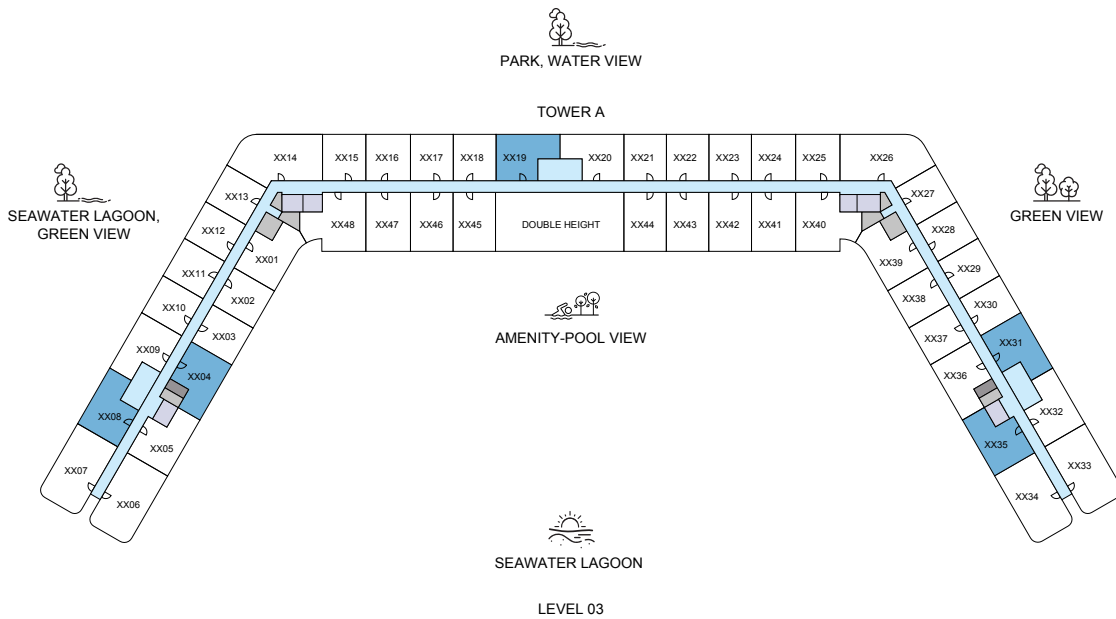 PARK, WATER VIEW
TOWER A
XX14
XX15
XX16
XX17
XX18
XX19
XX20
XX21
XX22
XX23
XX24
XX25
XX26
SEAWATER LAGOON,
GREEN VIEW
GREEN VIEW
XX13
XX27
XX12
XX28
XX11
XX29
XX10
XX30
XX09
XX31
XX08
XX32
XX07
XX33
XX48
XX47
XX46
XX45
DOUBLE HEIGHT
XX44
XX43
XX42
XX41
XX40
XX01
XX39
XX02
XX38
XX03
XX37
XX04
XX36
XX05
XX35
XX06
XX34
AMENITY-POOL VIEW
SEAWATER LAGOON
LEVEL 03